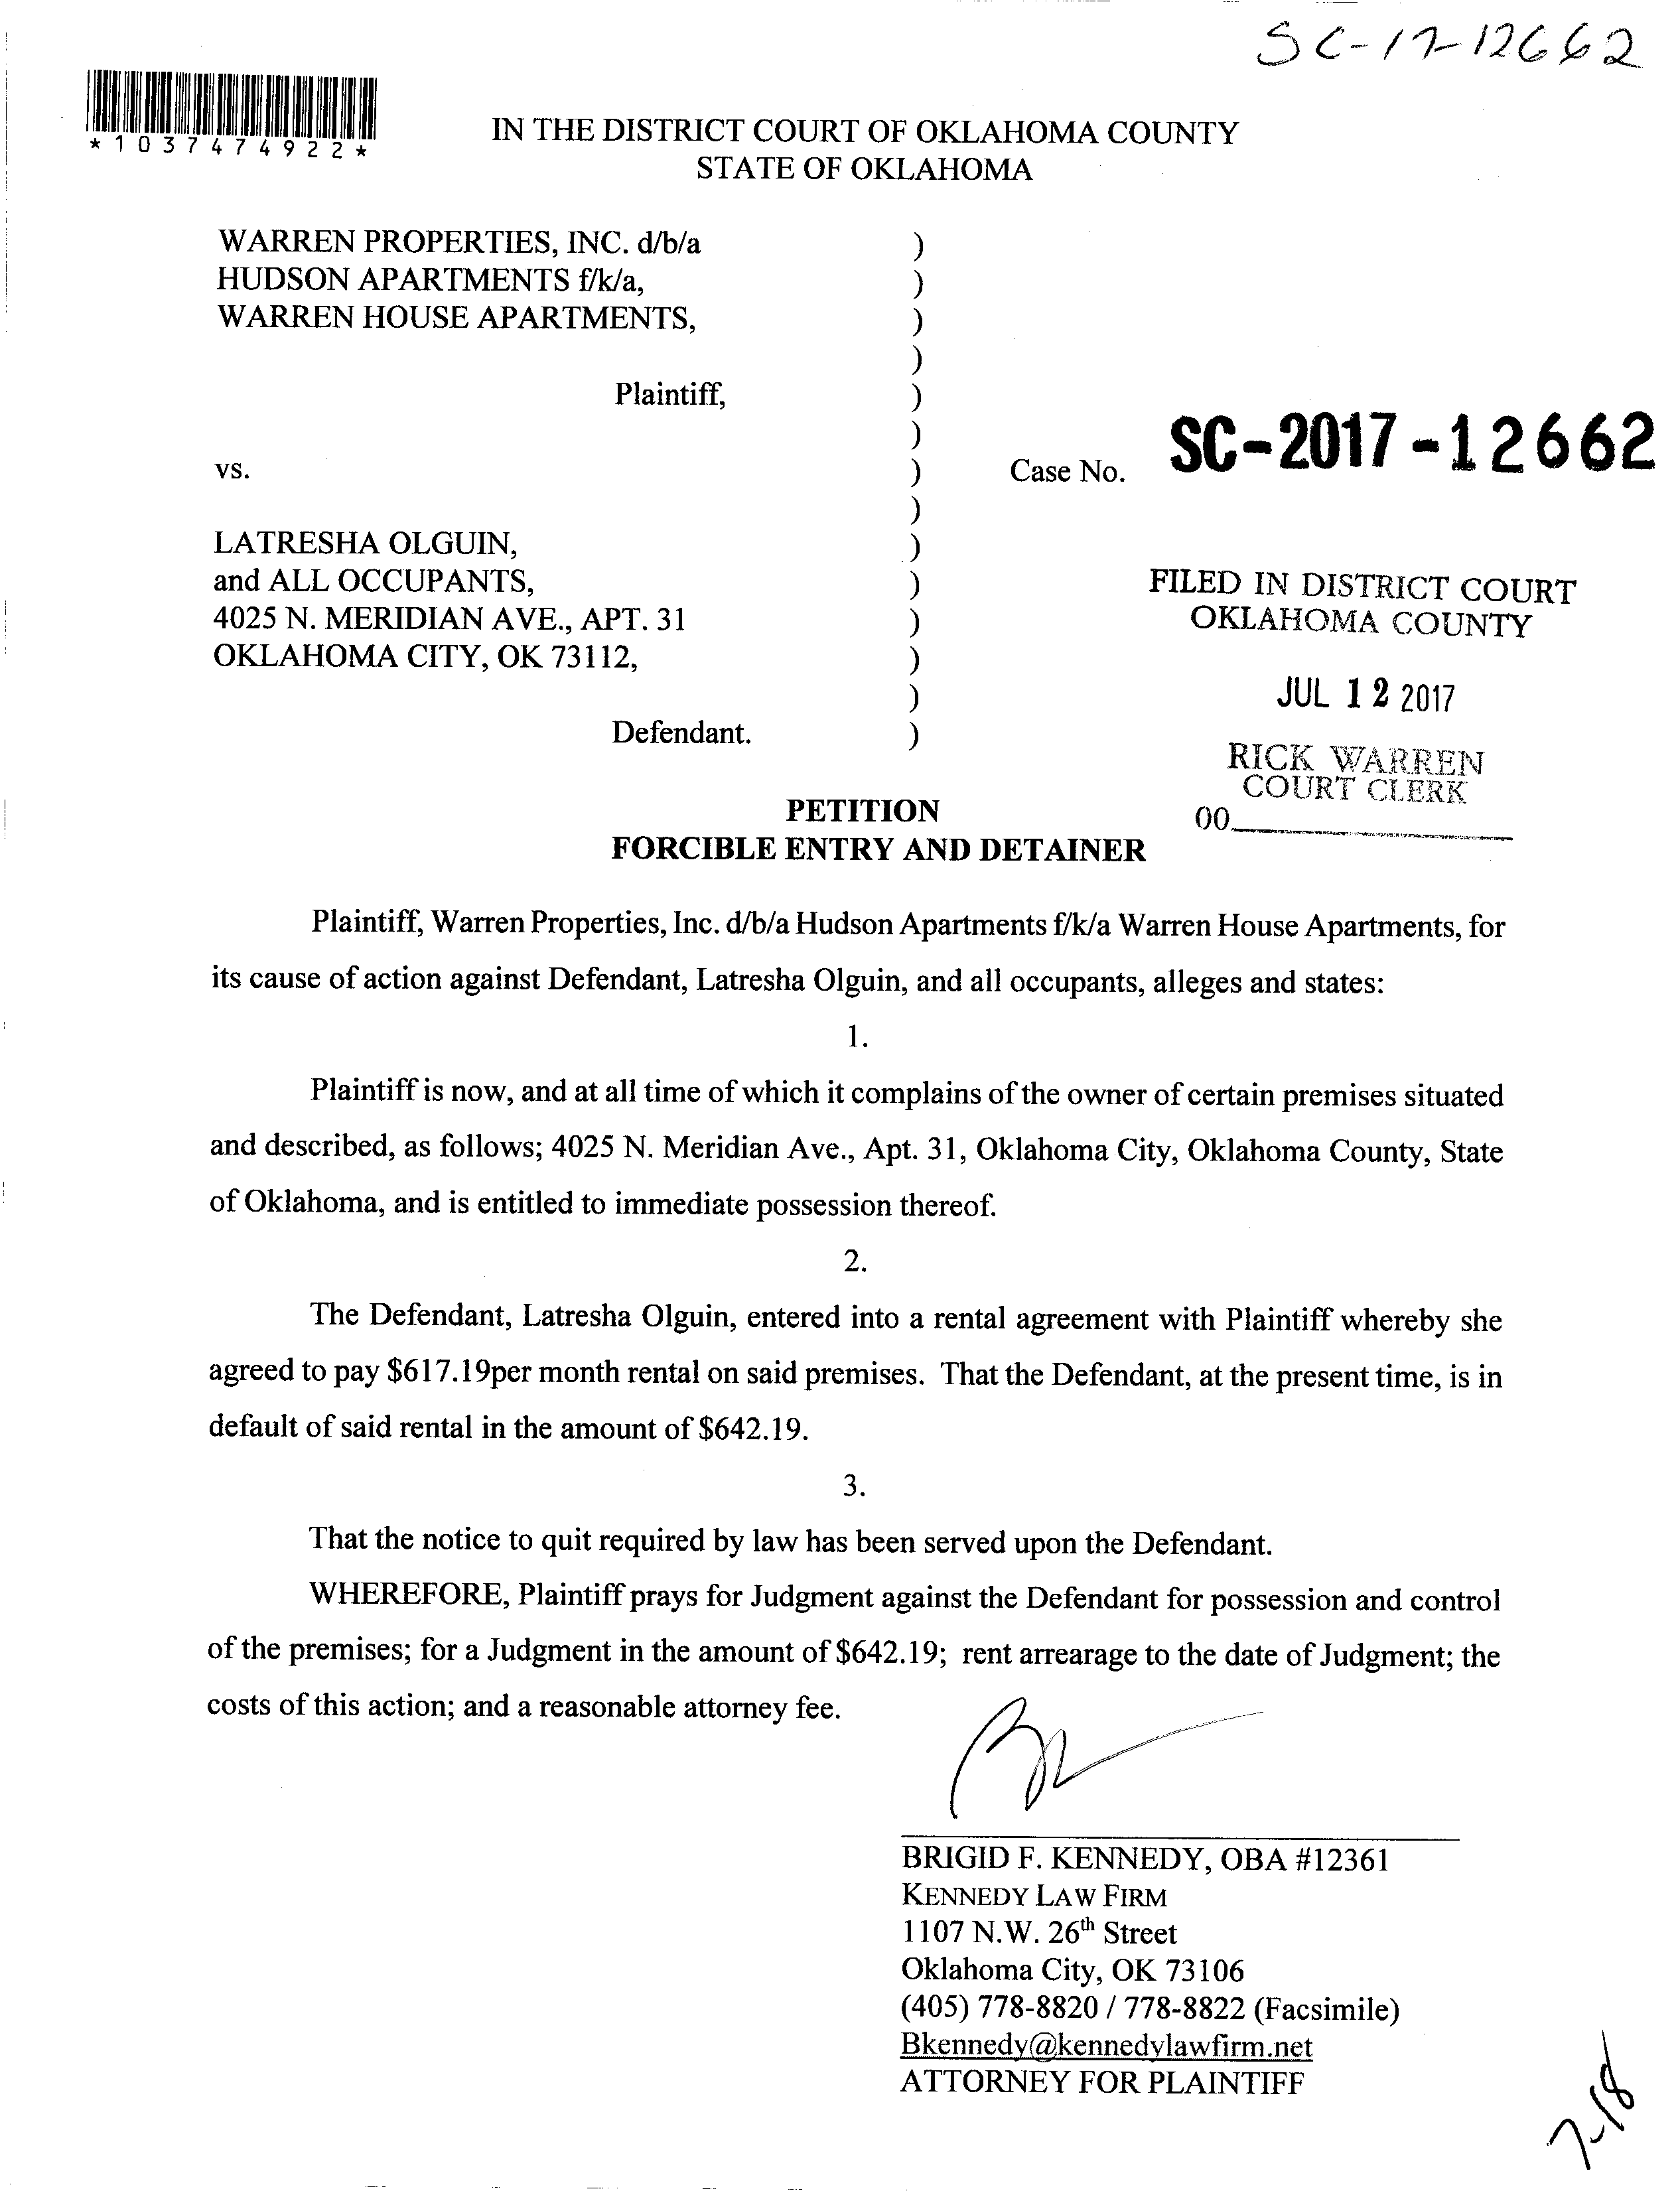 SC-17-12662
*1037474922*
IN THE DISTRICT COURT OF OKLAHOMA COUNTY
STATE OF OKLAHOMA
WARREN PROPERTIES, INC. d/b/a )
HUDSON APARTMENTS f/k/a, )
WARREN HOUSE APARTMENTS, )
)
Plaintiff, )
)
vs. ) Case No. SC-2017-12662
)
LATRESHA OLGUIN, )
and ALL OCCUPANTS, )
4025 N. MERIDIAN AVE., APT. 31 )
OKLAHOMA CITY, OK 73112, )
)
Defendant. )
FILED IN DISTRICT COURT
OKLAHOMA COUNTY
JUL 12 2017
RICK WARREN
COURT CLERK
00
PETITION
FORCIBLE ENTRY AND DETAINER
Plaintiff, Warren Properties, Inc. d/b/a Hudson Apartments f/k/a Warren House Apartments, for
its cause of action against Defendant, Latresha Olguin, and all occupants, alleges and states:
1.
Plaintiff is now, and at all time of which it complains of the owner of certain premises situated
and described, as follows; 4025 N. Meridian Ave., Apt. 31, Oklahoma City, Oklahoma County, State
of Oklahoma, and is entitled to immediate possession thereof.
2.
The Defendant, Latresha Olguin, entered into a rental agreement with Plaintiff whereby she
agreed to pay $617.19per month rental on said premises. That the Defendant, at the present time, is in
default of said rental in the amount of $642.19.
3.
That the notice to quit required by law has been served upon the Defendant.
WHEREFORE, Plaintiff prays for Judgment against the Defendant for possession and control
of the premises; for a Judgment in the amount of $642.19; rent arrearage to the date of Judgment; the
costs of this action; and a reasonable attorney fee.
BRIGID F. KENNEDY, OBA #12361
KENNEDY LAW FIRM
1107 N.W. 26th Street
Oklahoma City, OK 73106
(405) 778-8820 / 778-8822 (Facsimile)
Bkennedy@kennedylawfirm.net
ATTORNEY FOR PLAINTIFF
7-18